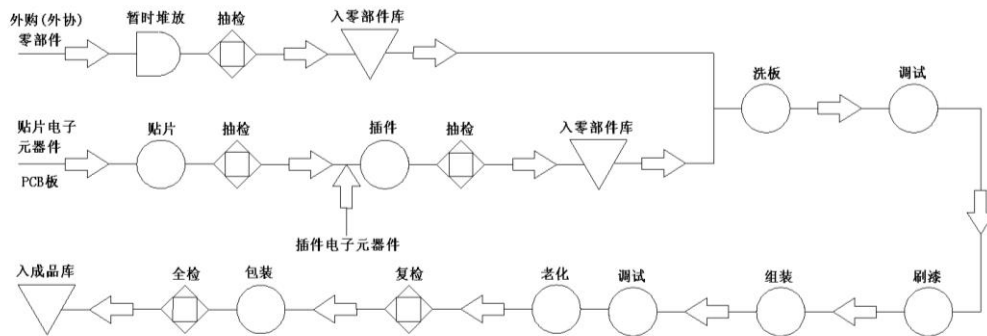 外购(外协)
零部件
暂时堆放
抽检
入零部件库
洗板
调试
贴片电子
元器件
PCB板
贴片
抽检
插件
抽检
入零部件库
插件电子元器件
入成品库
全检
包装
复检
老化
调试
组装
刷漆